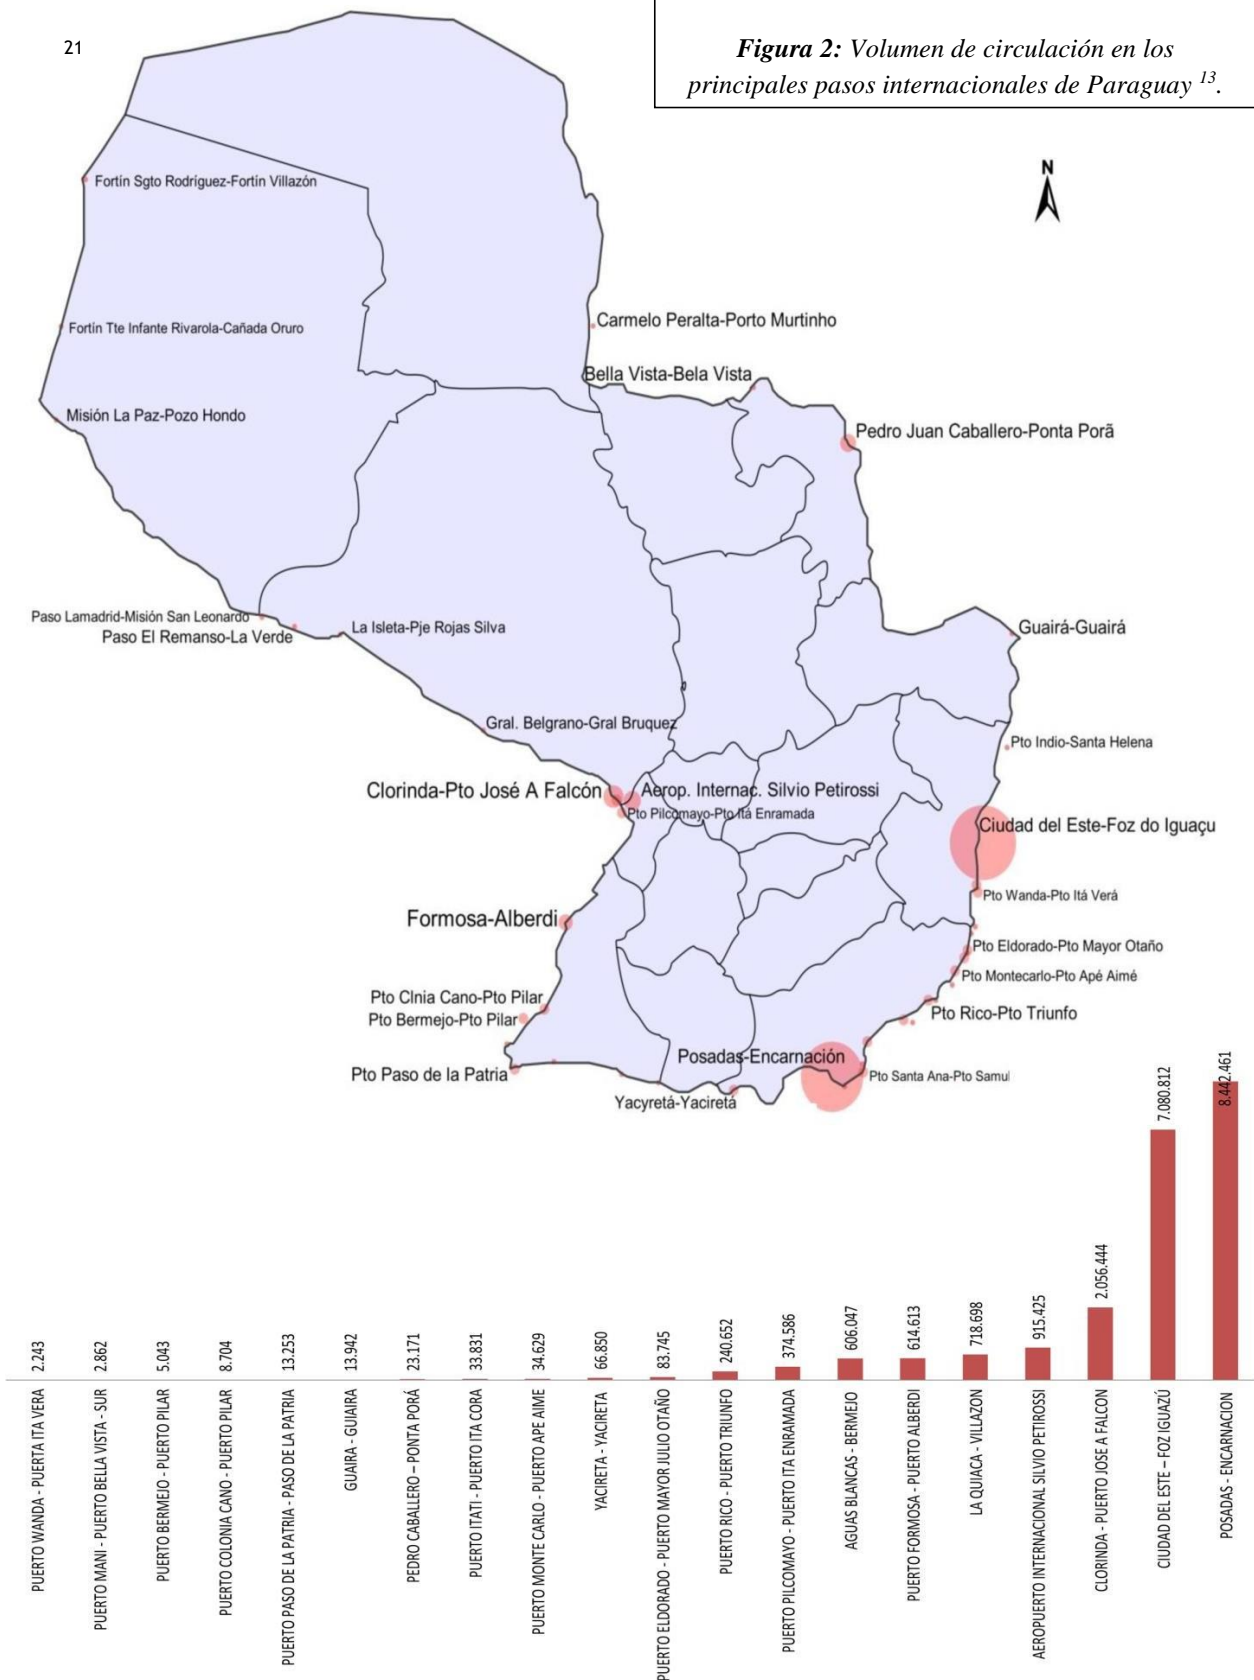 21
Figura 2: Volumen de circulación en los
principales pasos internacionales de Paraguay 13.
N
Fortín Sgto Rodríguez-Fortín Villazón
Carmelo Peralta-Porto Murtinho
Fortín Tte Infante Rivarola-Cañada Oruro
Bella Vista-Bela Vista
Misión La Paz-Pozo Hondo
Pedro Juan Caballero-Ponta Porã
Paso Lamadrid-Misión San Leonardo
Paso El Remanso-La Verde
La Isleta-Pje Rojas Silva
Guairá-Guairá
Gral. Belgrano-Gral Bruquez
Pto Indio-Santa Helena
Clorinda-Pto José A Falcón
Aerop. Internac. Silvio Petirossi
Pto Pilcomayo-Pto Itá Enramada
Ciudad del Este-Foz do Iguaçu
Pto Wanda-Pto Itá Verá
Formosa-Alberdi
Pto Eldorado-Pto Mayor Otaño
Pto Montecarlo-Pto Apé Aimé
Pto Clnia Cano-Pto Pilar
Pto Bermejo-Pto Pilar
Pto Rico-Pto Triunfo
Posadas-Encarnación
Pto Paso de la Patria
Pto Santa Ana-Pto Samul
Yacyretá-Yaciretá
2.243
2.862
5.043
8.704
13.253
13.942
23.171
33.831
34.629
66.850
83.745
240.652
374.586
606.047
614.613
718.698
915.425
2.056.444
7.080.812
8.442.461
PUERTO WANDA - PUERTA ITA VERA
PUERTO MANI - PUERTO BELLA VISTA - SUR
PUERTO BERMEJO - PUERTO PILAR
PUERTO COLONIA CANO - PUERTO PILAR
PUERTO PASO DE LA PATRIA - PASO DE LA PATRIA
GUAIRA - GUAIRA
PEDRO CABALLERO – PONTA PORÁ
PUERTO ITATI - PUERTO ITA CORA
PUERTO MONTE CARLO - PUERTO APE AIME
YACIRETA - YACIRETA
PUERTO ELDORADO - PUERTO MAYOR JULIO OTAÑO
PUERTO RICO - PUERTO TRIUNFO
PUERTO PILCOMAYO - PUERTO ITA ENRAMADA
AGUAS BLANCAS - BERMEJO
PUERTO FORMOSA - PUERTO ALBERDI
LA QUIACA - VILLAZON
AEROPUERTO INTERNACIONAL SILVIO PETIROSSI
CLORINDA - PUERTO JOSE A FALCON
CIUDAD DEL ESTE – FOZ IGUAZÚ
POSADAS - ENCARNACION